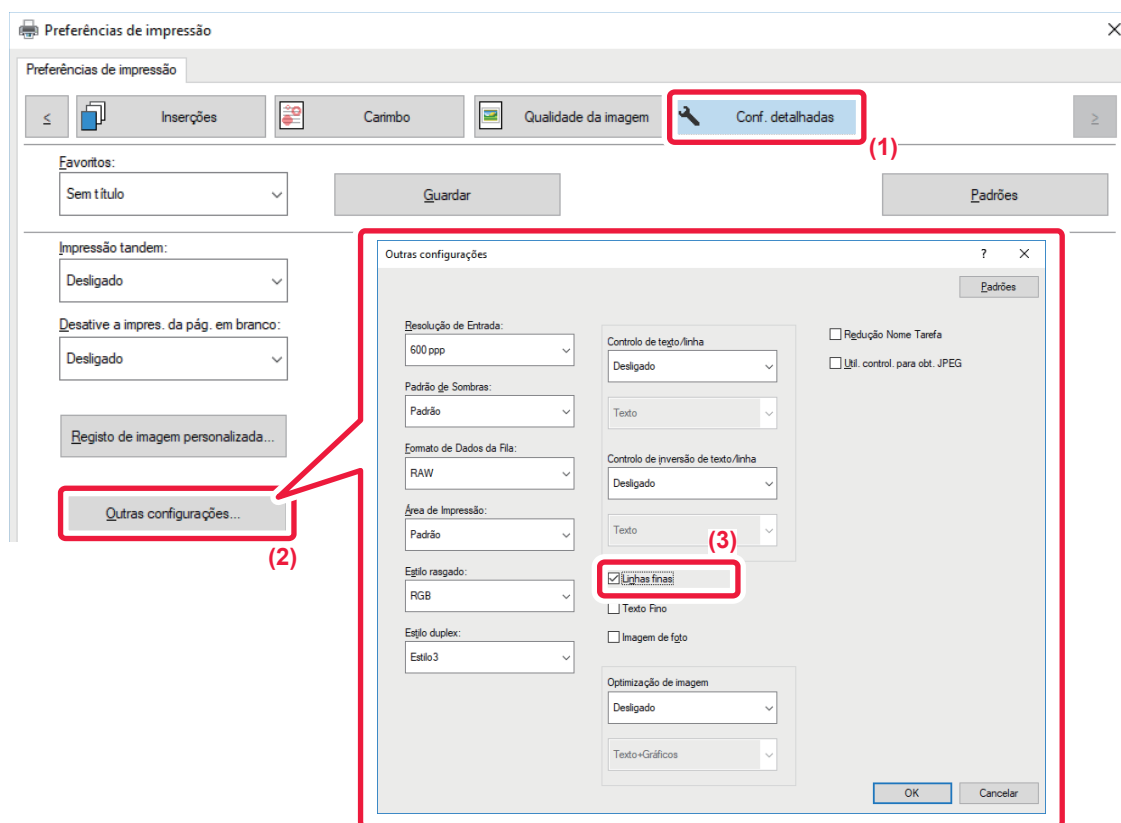 Preferências de impressão
Preferências de impressão
<
Inserções
Carimbo
Qualidade da imagem
Conf. detalhadas
>
(1)
Favoritos:
Sem título
Guardar
Padrões
Impressão tandem:
Desligado
Desative a impres. da pág. em branco:
Desligado
Registo de imagem personalizada...
Outras configurações...
(2)
Outras configurações
?
Padrões
Resolução de Entrada:
600 ppp
Padrão de Sombras:
Padrão
Formato de Dados da Fila:
RAW
Área de Impressão:
Padrão
Estilo rasgado:
RGB
Estilo duplex:
Estilo3
Controlo de texto/linha
Desligado
Texto
Controlo de inversão de texto/linha
Desligado
Texto
(3)
Linhas finas
Texto Fino
Imagem de foto
Optimização de imagem
Desligado
Texto+Gráficos
Redução Nome Tarefa
Util. control. para obt. JPEG
OK
Cancelar